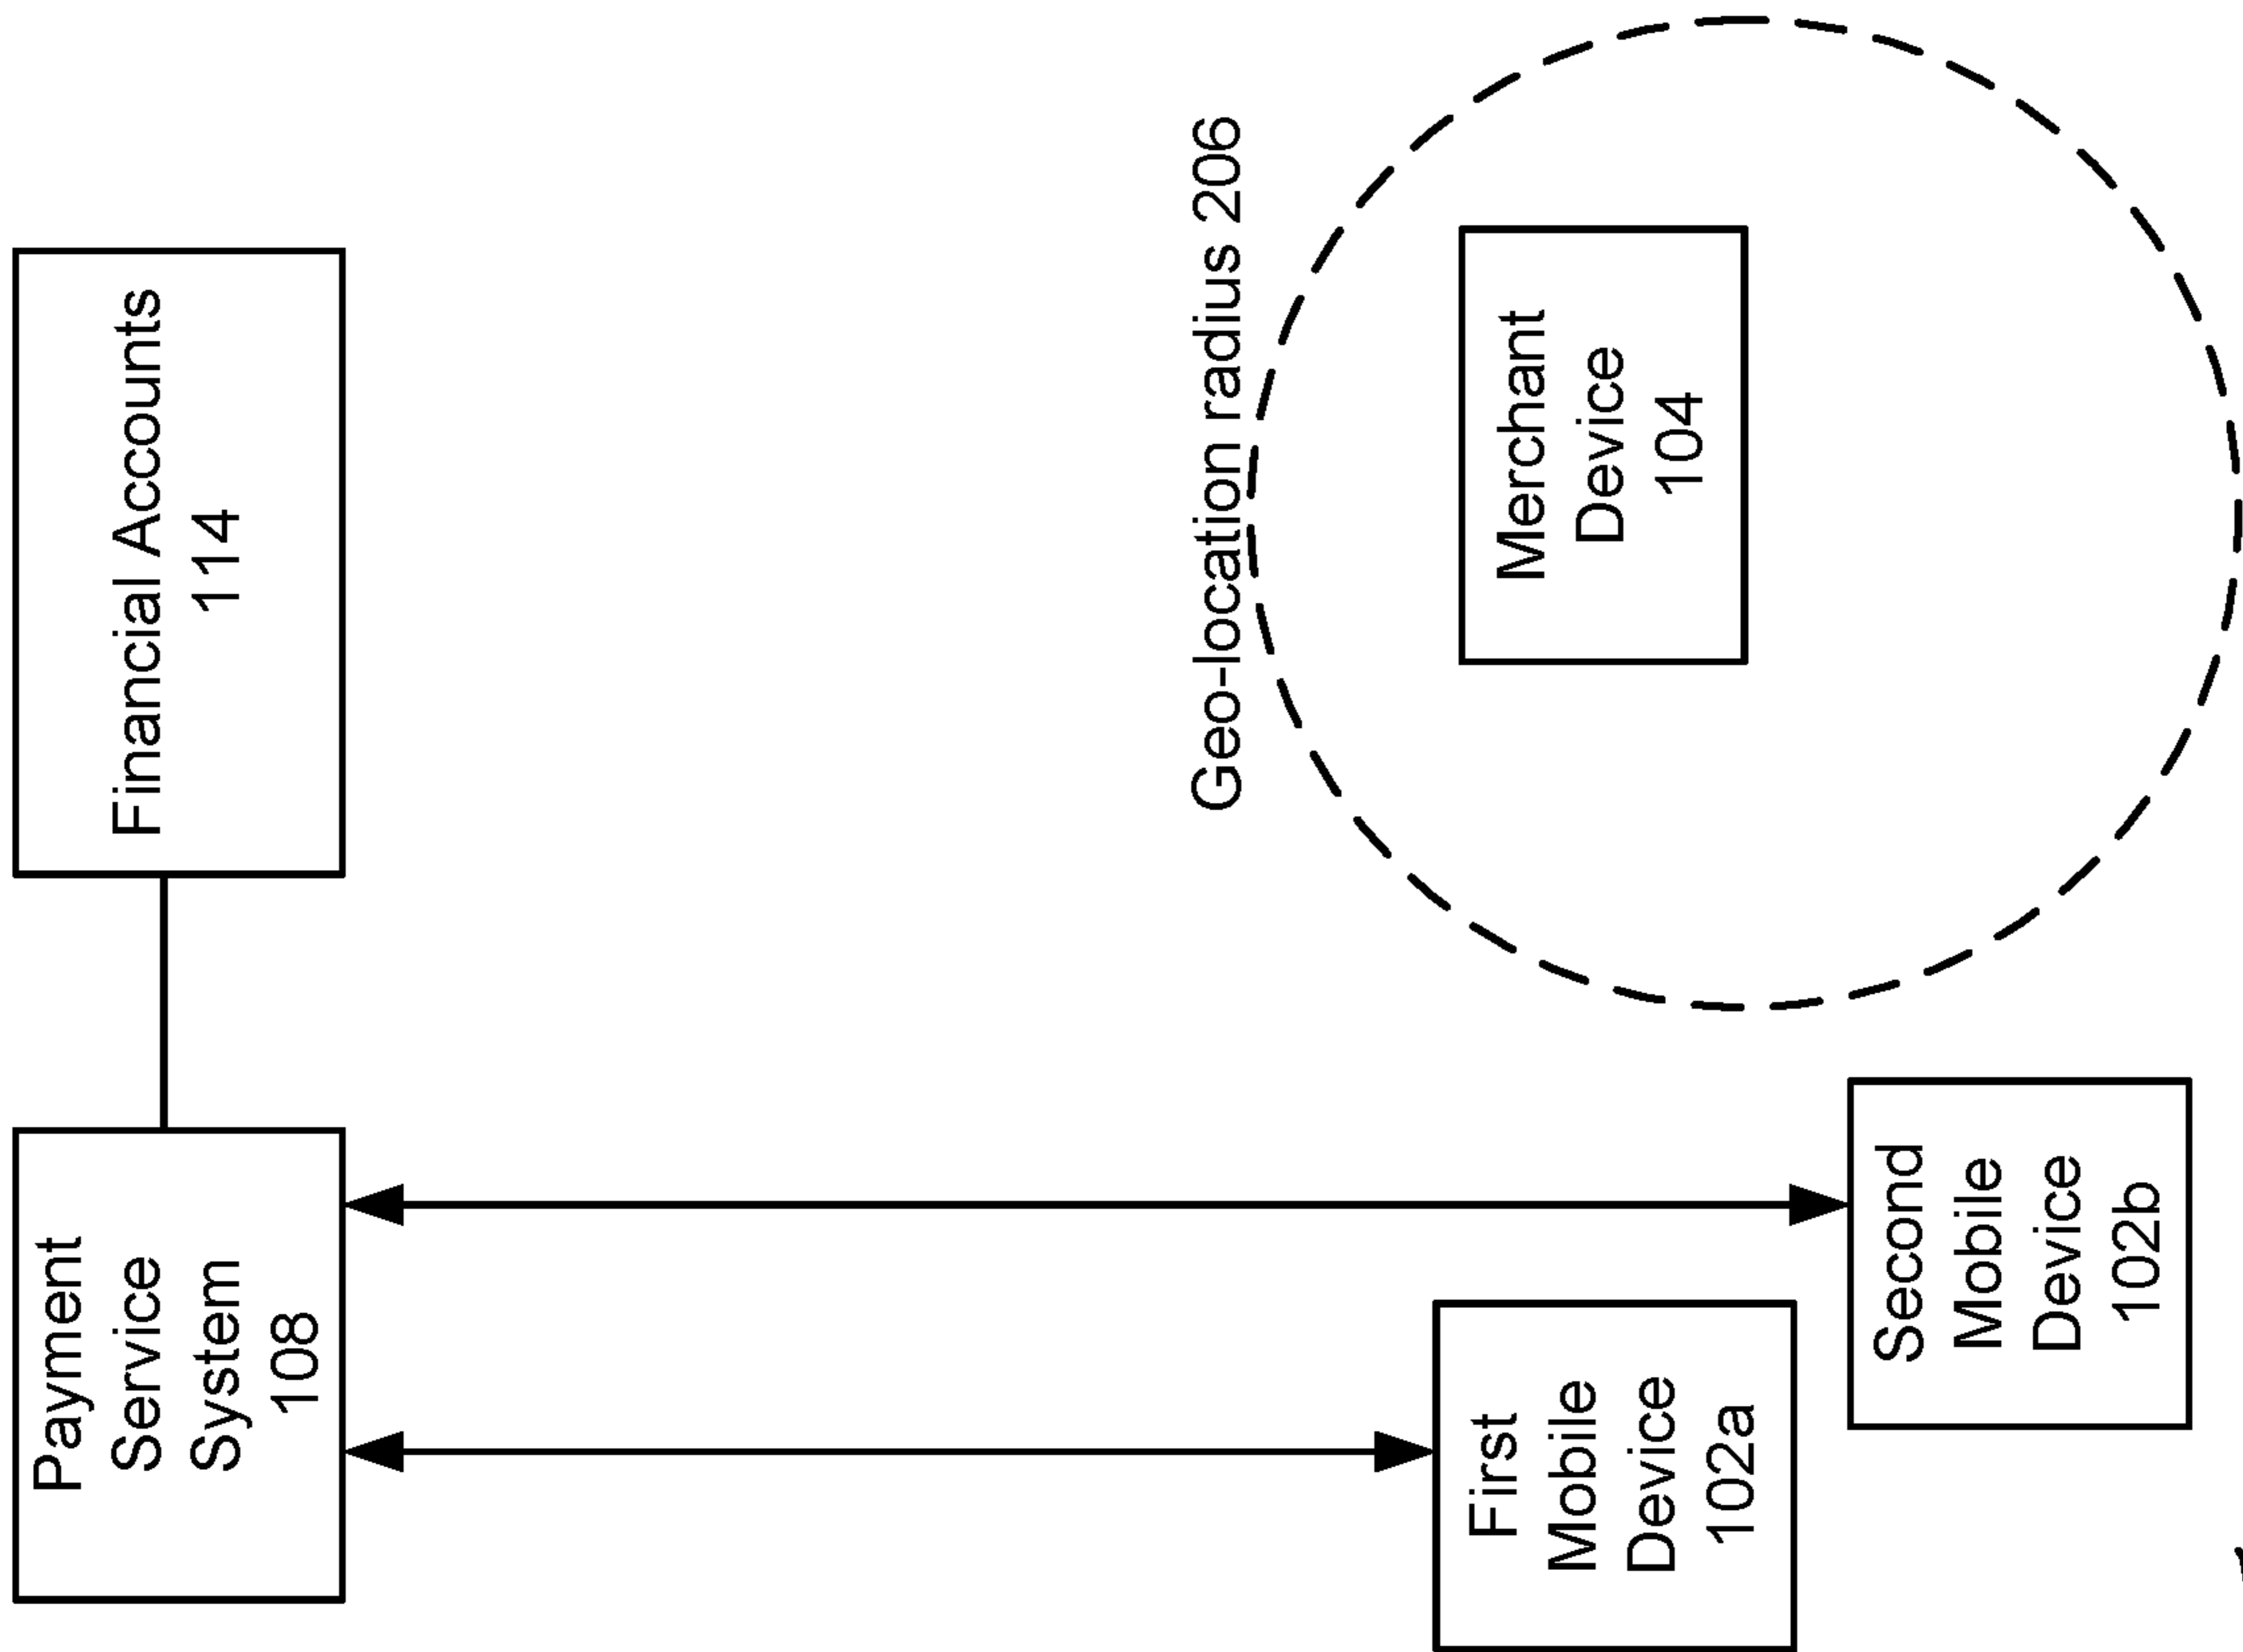 Payment
Service
System
108
Financial Accounts
114
Geo-location radius 206
First
Mobile
Device
102a
Merchant
Device
104
Second
Mobile
Device
102b